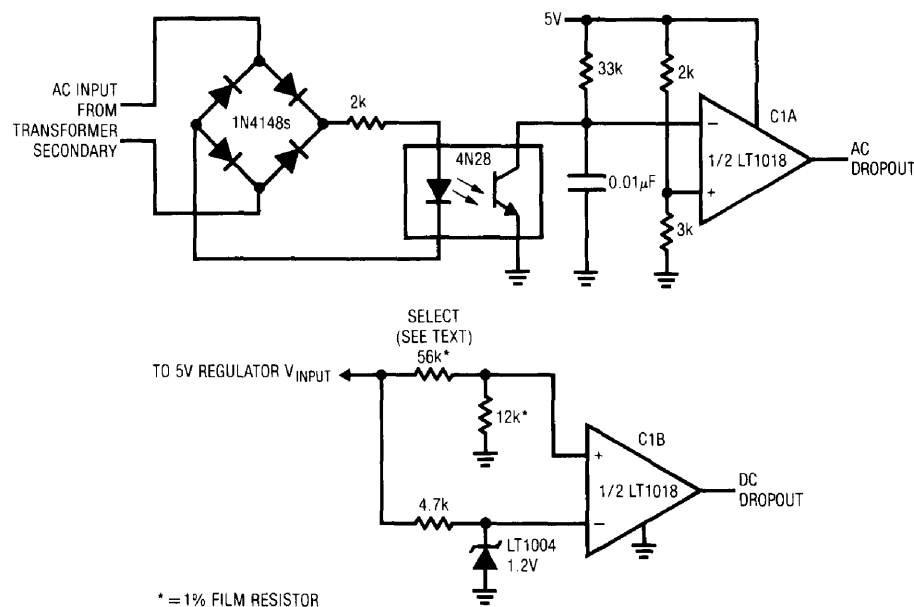 5V
33k
2k
AC INPUT
FROM
TRANSFORMER
SECONDARY
1N4148s
2k
4N28
0.01µF
−
+
C1A
1/2 LT1018
AC
DROPOUT
3k
SELECT
(SEE TEXT)
56k*
TO 5V REGULATOR VINPUT
12k*
C1B
+
−
1/2 LT1018
DC
DROPOUT
4.7k
LT1004
1.2V
* = 1% FILM RESISTOR